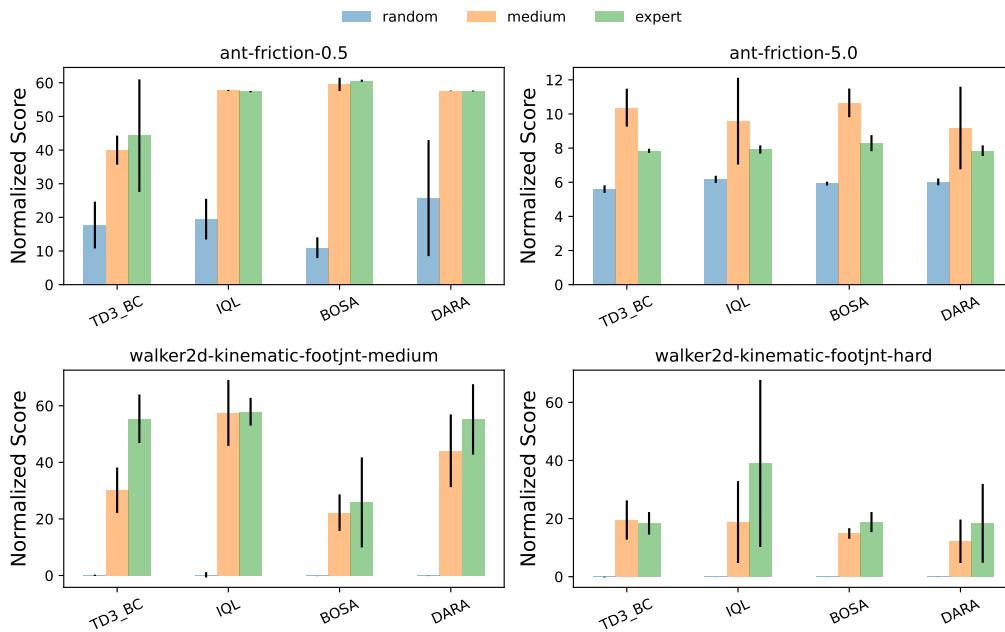 random medium expert
ant-friction-0.5
Normalized Score
0
10
20
30
40
50
60
TD3_BC IQL BOSA DARA
ant-friction-5.0
Normalized Score
0
2
4
6
8
10
12
TD3_BC IQL BOSA DARA
walker2d-kinematic-footjnt-medium
Normalized Score
0
20
40
60
TD3_BC IQL BOSA DARA
walker2d-kinematic-footjnt-hard
Normalized Score
0
20
40
60
TD3_BC IQL BOSA DARA